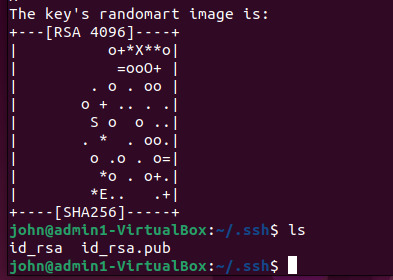 The key's randomart image is:
+---[RSA 4096]----+
|            o+*X**o|
|             =ooO+ |
|          . o . oo |
|         o + .. . .|
|          S o  o ..|
|         . *  . oo.|
|          o .o . o=|
|           *o . o+.|
|          *E..   .+|
+----[SHA256]-----+
john@admin1-VirtualBox:~/.ssh$ ls
id_rsa  id_rsa.pub
john@admin1-VirtualBox:~/.ssh$